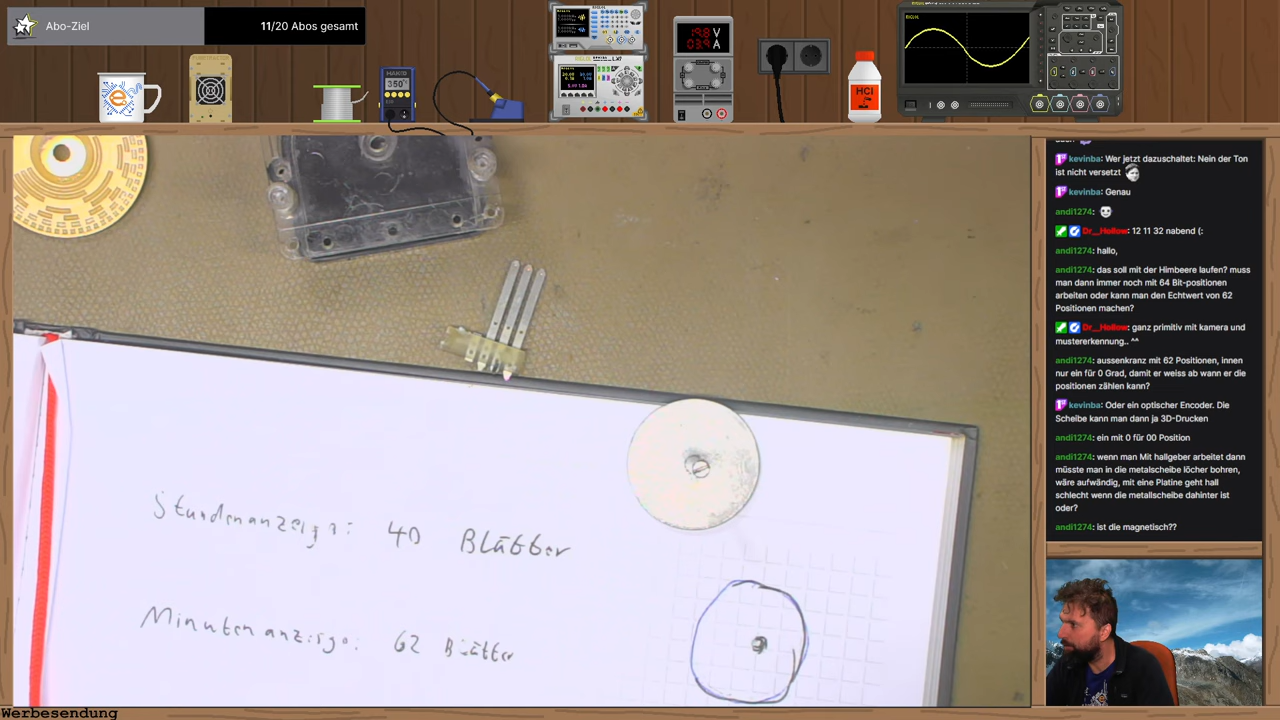 Abo-Ziel
11/20 Abos gesamt
HAKO
350°
19.8 V
03.9 A
HCl
RIGOL
kevinba: Wer jetzt dazuschaltet: Nein der Ton
ist nicht versetzt
kevinba: Genau
andi1274:
Dr__Hollow: 12 11 32 nabend (:
andi1274: hallo,
andi1274: das soll mit der Himbeere laufen? muss
man dann immer noch mit 64 Bit-positionen
arbeiten oder kann man den Echtwert von 62
Positionen machen?
Dr__Hollow: ganz primitiv mit kamera und
mustererkennung.. ^^
andi1274: aussenkranz mit 62 Positionen, innen
nur ein für 0 Grad, damit er weiss ab wann er die
positionen zählen kann?
kevinba: Oder ein optischer Encoder. Die
Scheibe kann man dann ja 3D-Drucken
andi1274: ein mit 0 für 00 Position
andi1274: wenn man Mit hallgeber arbeitet dann
müsste man in die metalscheibe löcher bohren,
wäre aufwändig, mit eine Platine geht hall
schlecht wenn die metallscheibe dahinter ist
oder?
andi1274: ist die magnetisch??
Stundenanzeige: 40 Blätter
Minutenanzeige: 62 Blätter
Werbesendung